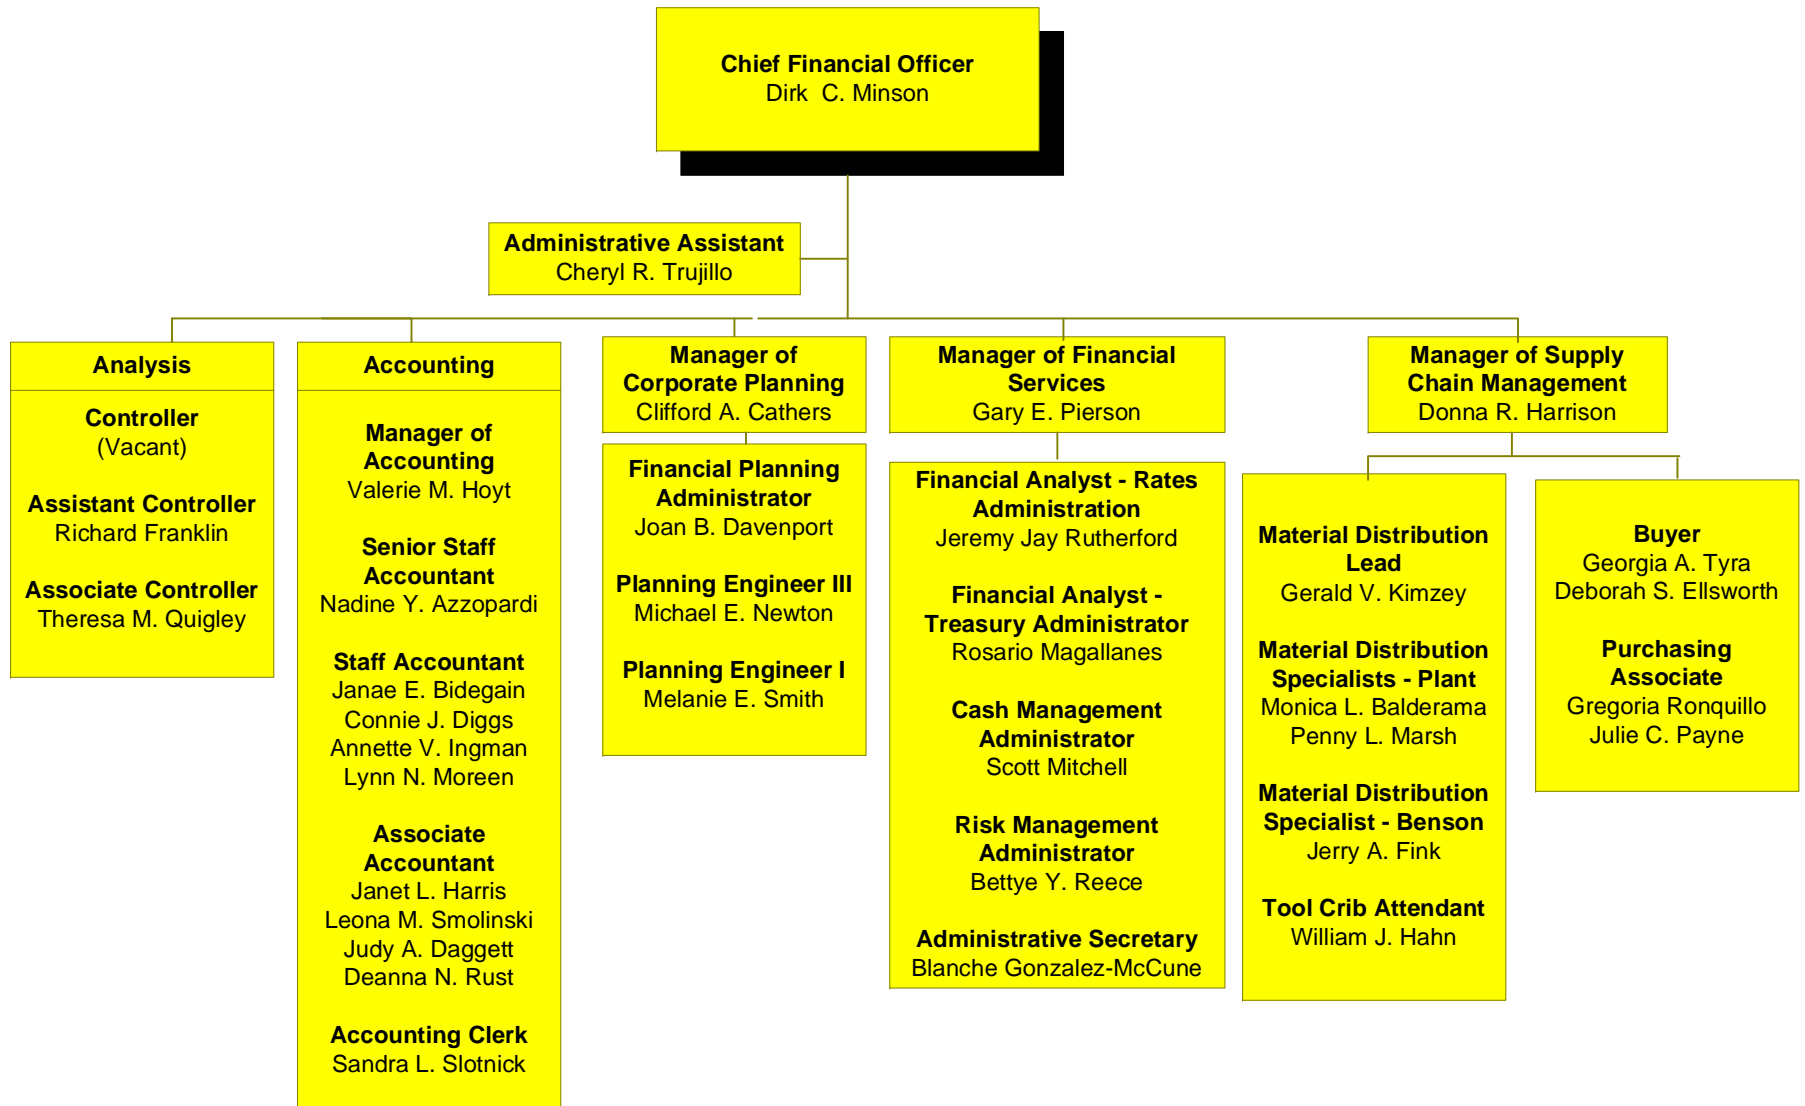 Chief Financial Officer
Dirk C. Minson
Administrative Assistant
Cheryl R. Trujillo
Analysis
Controller
(Vacant)
Assistant Controller
Richard Franklin
Associate Controller
Theresa M. Quigley
Accounting
Manager of
Accounting
Valerie M. Hoyt
Senior Staff
Accountant
Nadine Y. Azzopardi
Staff Accountant
Janae E. Bidegain
Connie J. Diggs
Annette V. Ingman
Lynn N. Moreen
Associate
Accountant
Janet L. Harris
Leona M. Smolinski
Judy A. Daggett
Deanna N. Rust
Accounting Clerk
Sandra L. Slotnick
Manager of
Corporate Planning
Clifford A. Cathers
Financial Planning
Administrator
Joan B. Davenport
Planning Engineer III
Michael E. Newton
Planning Engineer I
Melanie E. Smith
Manager of Financial
Services
Gary E. Pierson
Financial Analyst - Rates
Administration
Jeremy Jay Rutherford
Financial Analyst -
Treasury Administrator
Rosario Magallanes
Cash Management
Administrator
Scott Mitchell
Risk Management
Administrator
Bettye Y. Reece
Administrative Secretary
Blanche Gonzalez-McCune
Manager of Supply
Chain Management
Donna R. Harrison
Material Distribution
Lead
Gerald V. Kimzey
Material Distribution
Specialists - Plant
Monica L. Balderama
Penny L. Marsh
Material Distribution
Specialist - Benson
Jerry A. Fink
Tool Crib Attendant
William J. Hahn
Buyer
Georgia A. Tyra
Deborah S. Ellsworth
Purchasing
Associate
Gregoria Ronquillo
Julie C. Payne